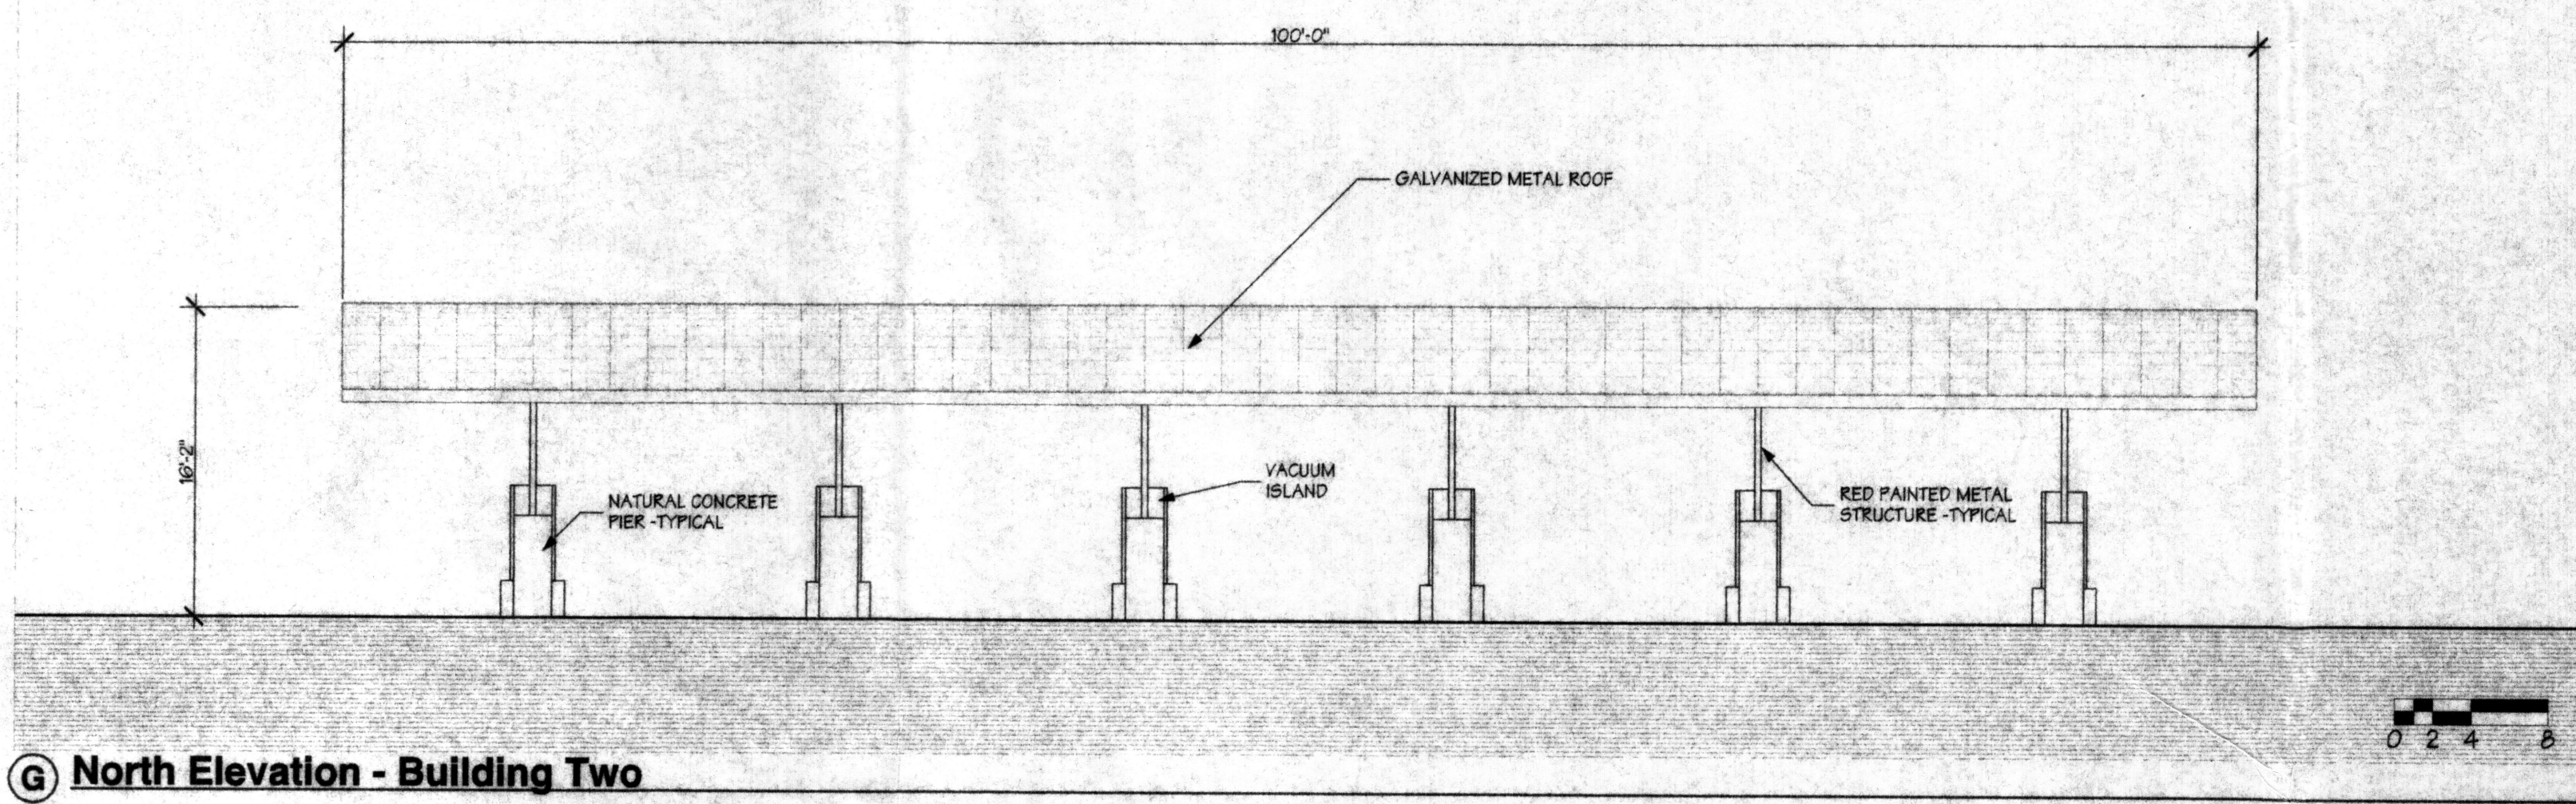 100'-0"
GALVANIZED METAL ROOF
16'-2"
NATURAL CONCRETE
PIER -TYPICAL
VACUUM
ISLAND
RED PAINTED METAL
STRUCTURE -TYPICAL
0 2 4 8
G North Elevation - Building Two